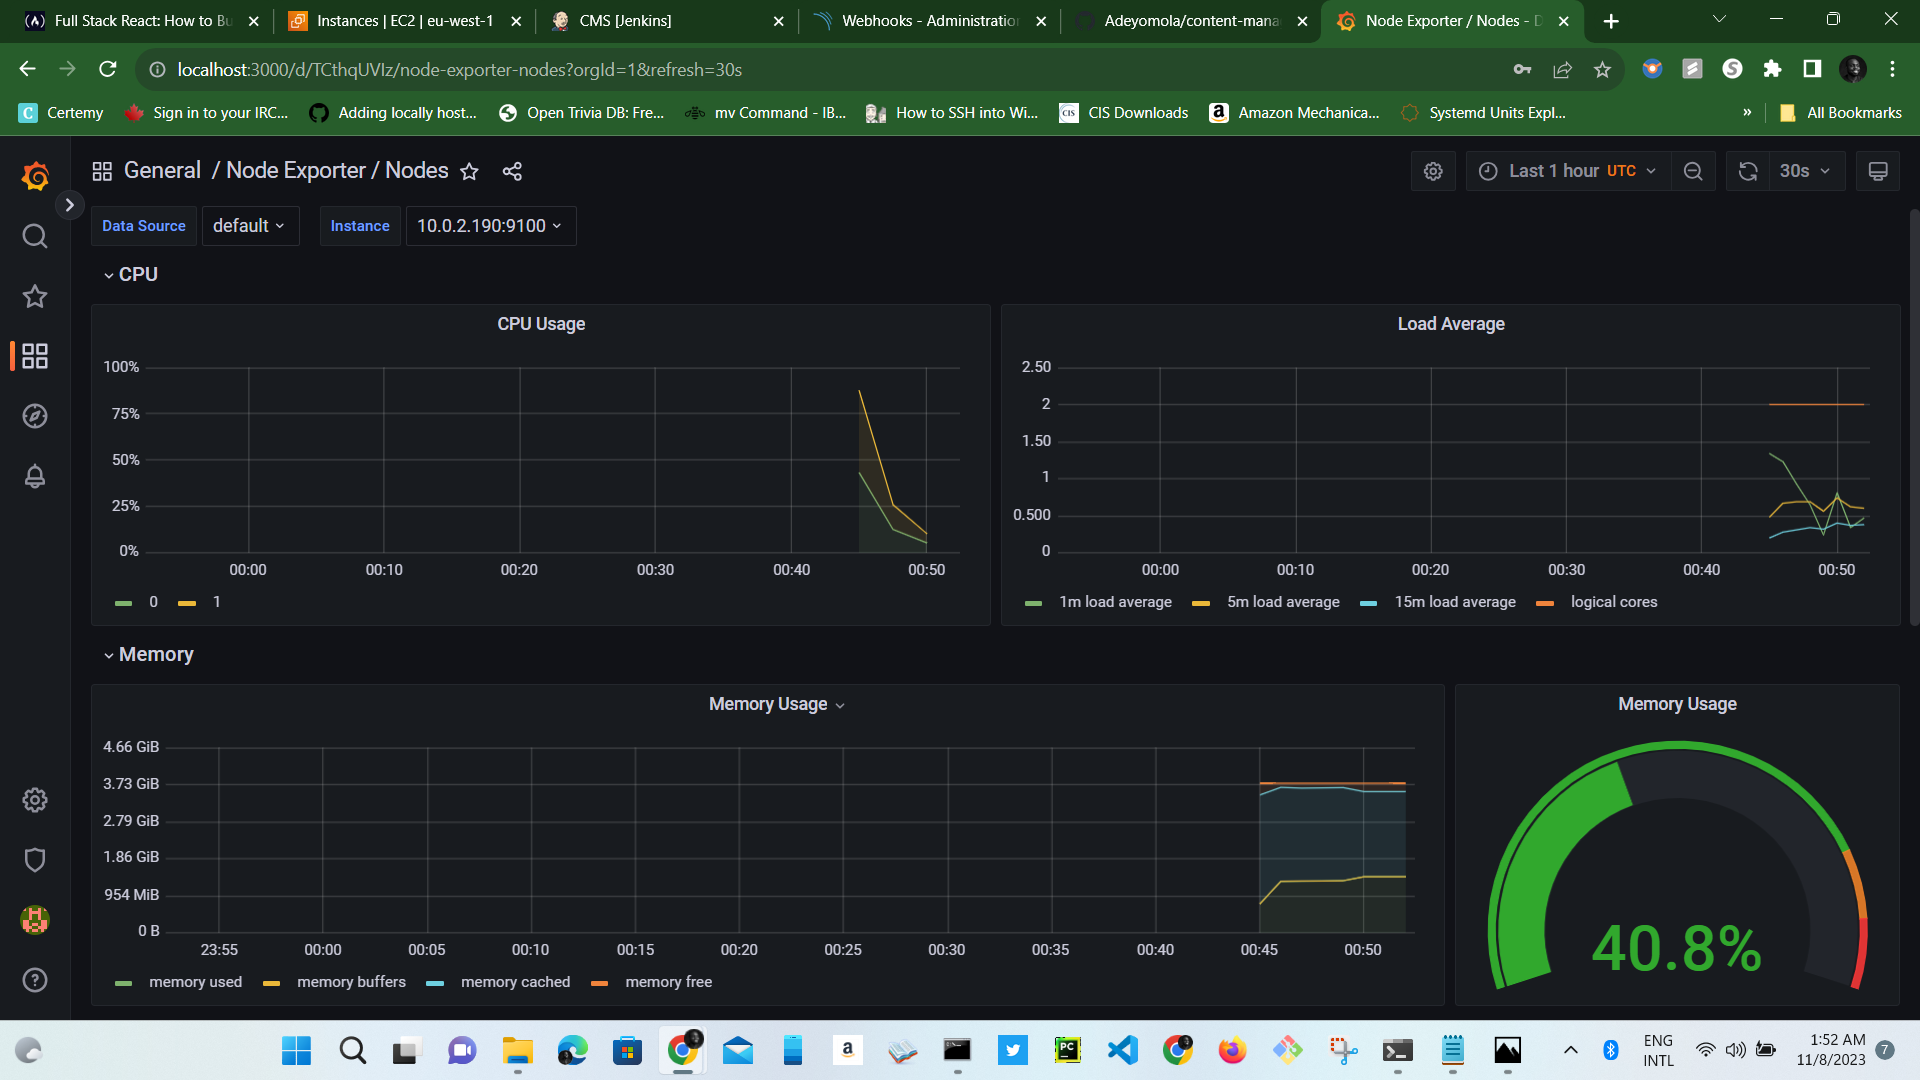 Full Stack React: How to Bu
Instances | EC2 | eu-west-1
CMS [Jenkins]
Webhooks - Administration
Adeyomola/content-mana
Node Exporter / Nodes - D
localhost:3000/d/TCthqUVIz/node-exporter-nodes?orgId=1&refresh=30s
C Certemy
Sign in to your IRC...
Adding locally host...
Open Trivia DB: Fre...
mv Command - IB...
How to SSH into Wi...
CIS CIS Downloads
a Amazon Mechanica...
Systemd Units Expl...
» All Bookmarks
General / Node Exporter / Nodes
Last 1 hour UTC
30s
Data Source default
Instance 10.0.2.190:9100
CPU
CPU Usage
100%
75%
50%
25%
0%
00:00 00:10 00:20 00:30 00:40 00:50
0 1
Load Average
2.50
2
1.50
1
0.500
0
00:00 00:10 00:20 00:30 00:40 00:50
1m load average 5m load average 15m load average logical cores
Memory
Memory Usage
4.66 GiB
3.73 GiB
2.79 GiB
1.86 GiB
954 MiB
0 B
23:55 00:00 00:05 00:10 00:15 00:20 00:25 00:30 00:35 00:40 00:45 00:50
memory used memory buffers memory cached memory free
Memory Usage
40.8%
a
PC
ENG
INTL
1:52 AM
11/8/2023
7